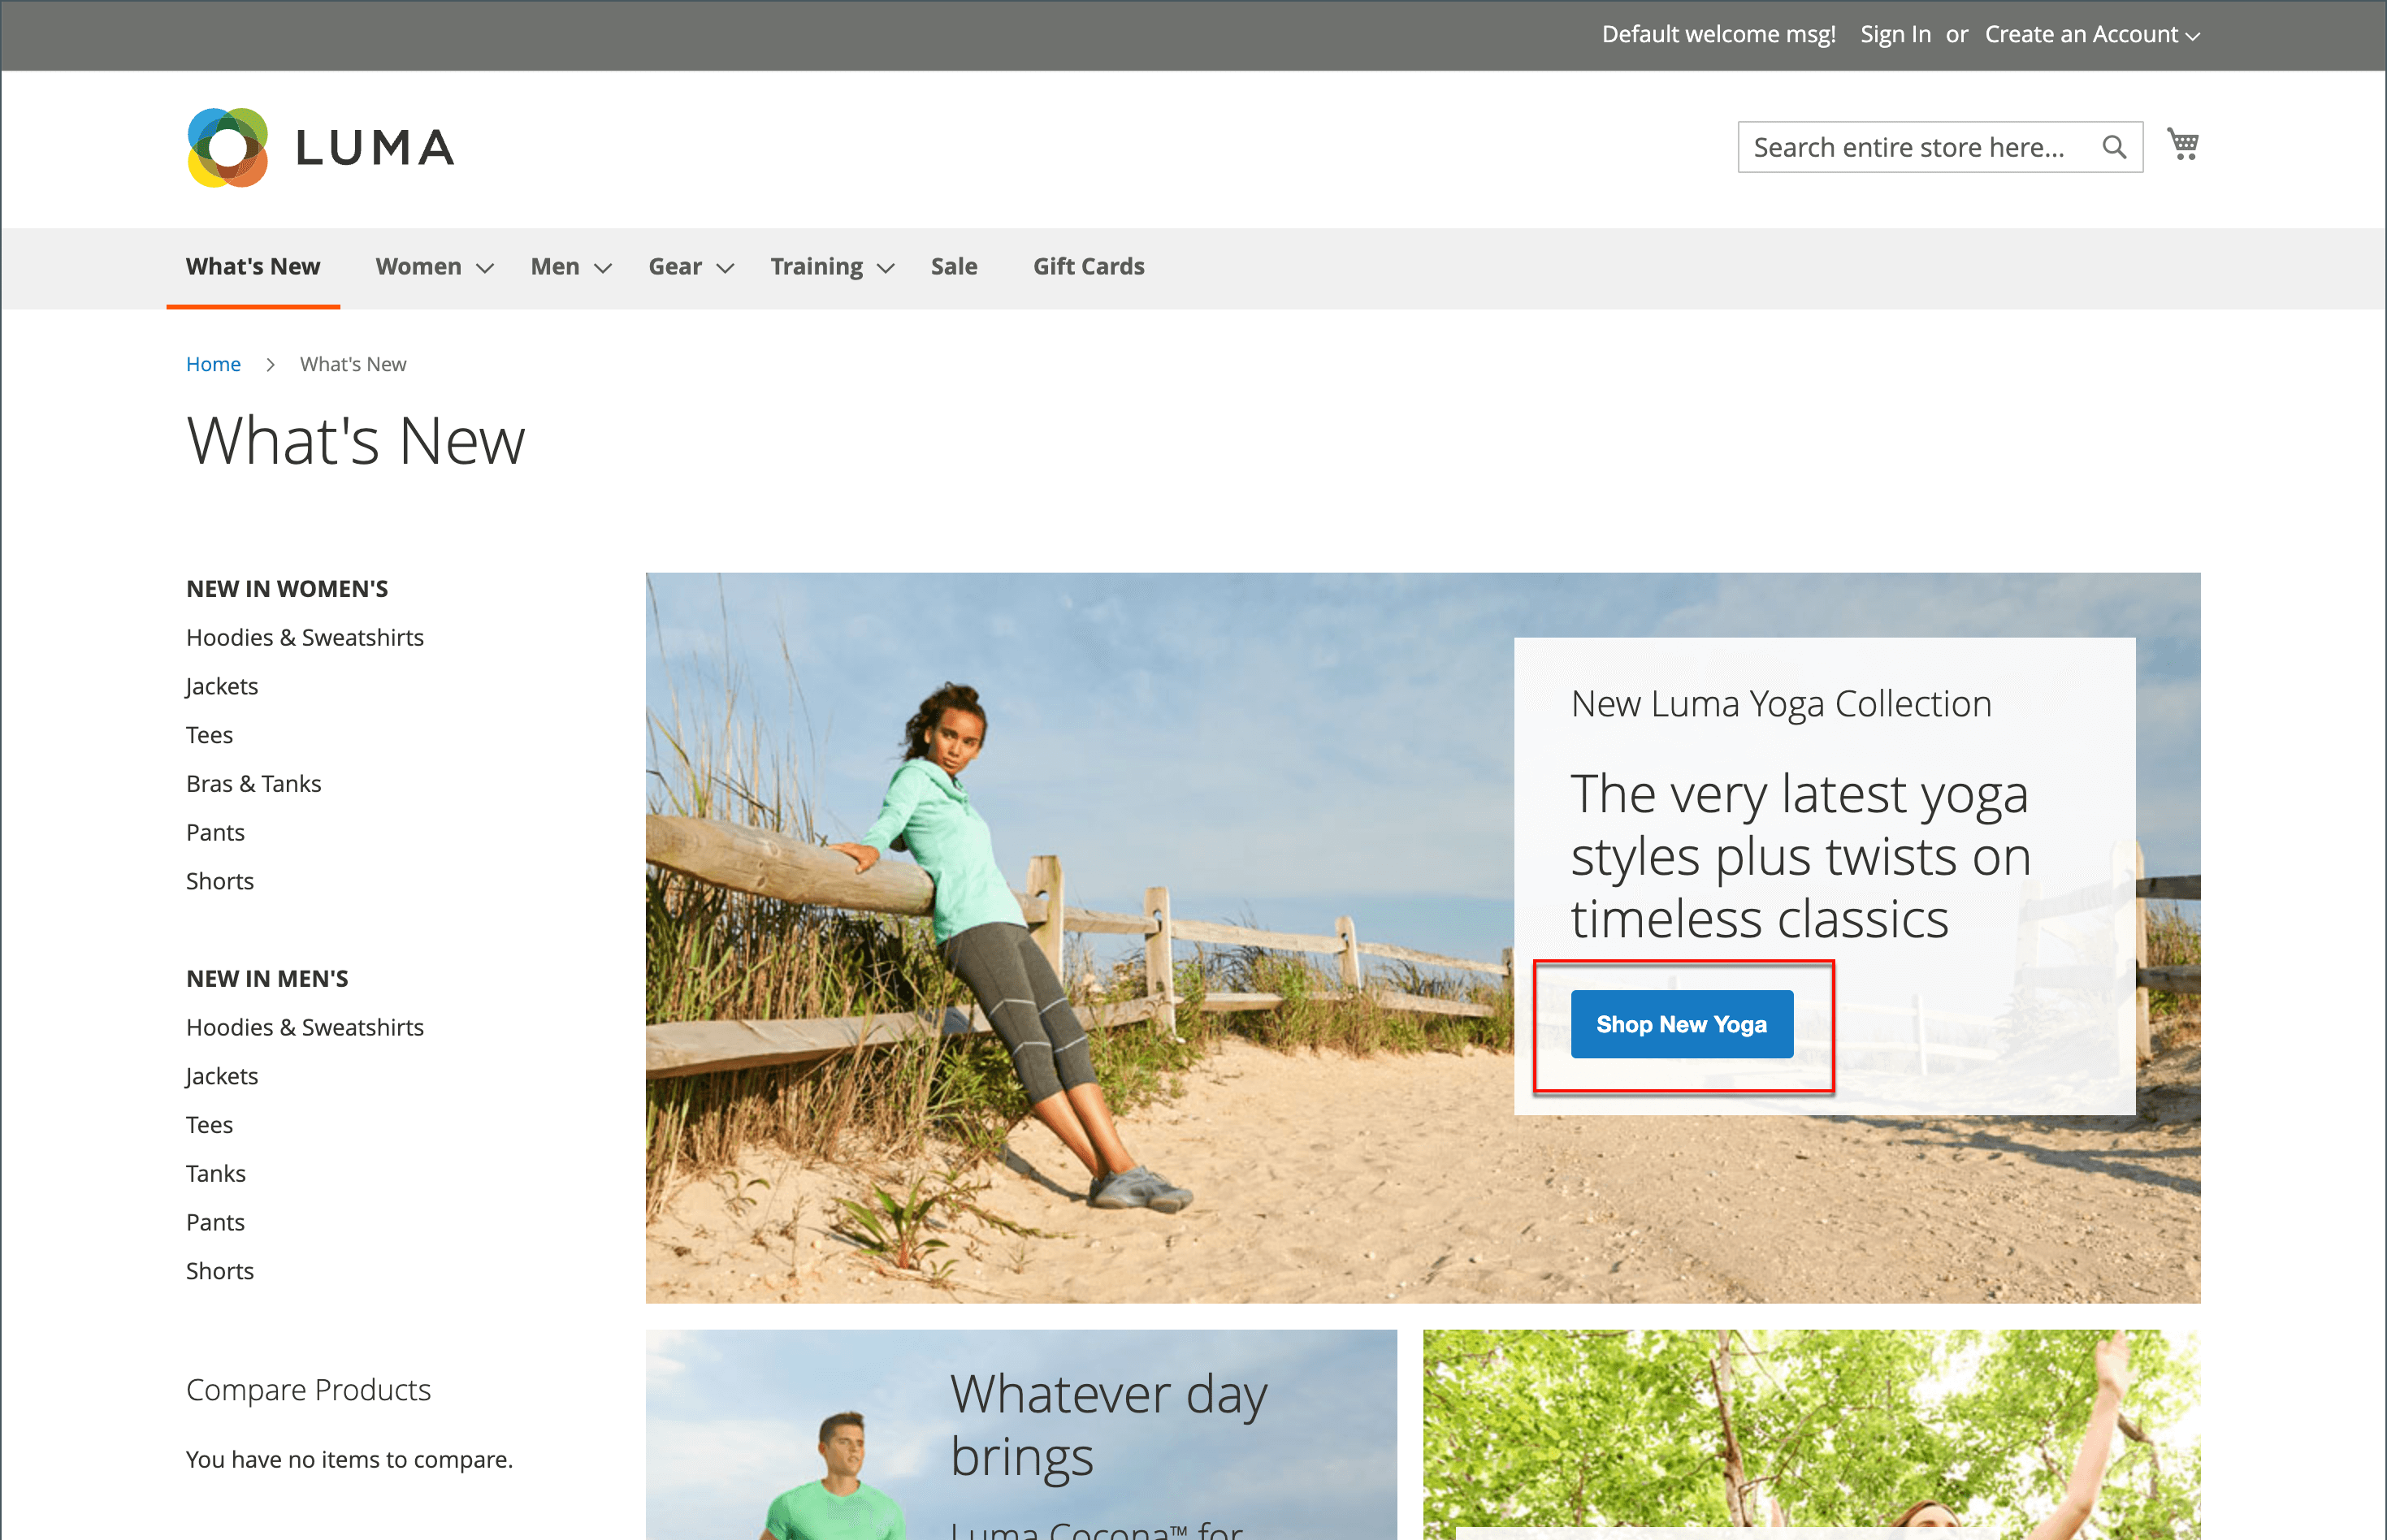 Default welcome msg! Sign In or Create an Account
LUMA
Search entire store here...
What's New Women Men Gear Training Sale Gift Cards
Home What's New
What's New
NEW IN WOMEN'S
Hoodies & Sweatshirts
Jackets
Tees
Bras & Tanks
Pants
Shorts
NEW IN MEN'S
Hoodies & Sweatshirts
Jackets
Tees
Tanks
Pants
Shorts
Compare Products
You have no items to compare.
New Luma Yoga Collection
The very latest yoga
styles plus twists on
timeless classics
Shop New Yoga
Whatever day
brings
Luma Cocona™ for